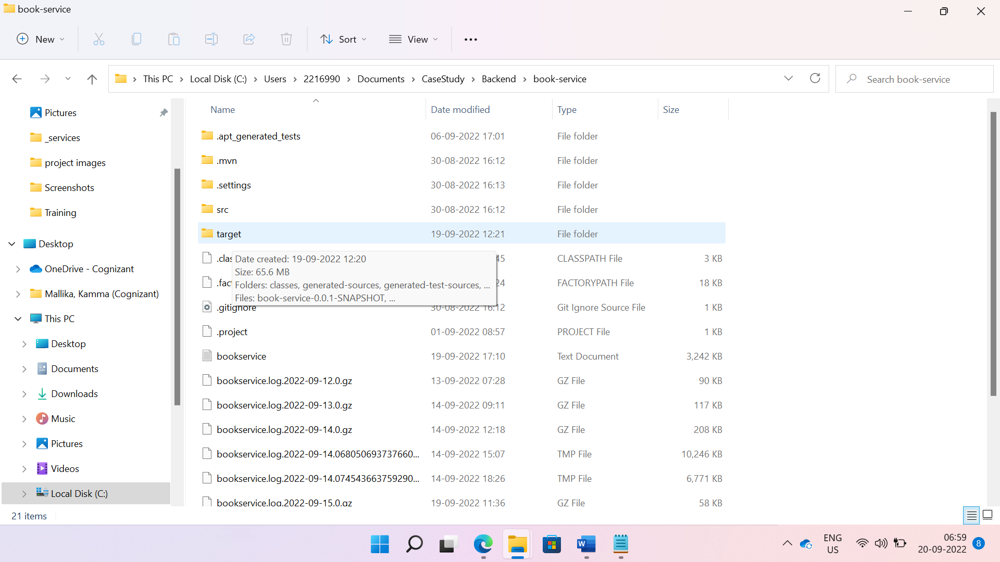 book-service
New
Sort
View
This PC
Local Disk (C:)
Users
2216990
Documents
CaseStudy
Backend
book-service
Search book-service
Pictures
_services
project images
Screenshots
Training
Desktop
OneDrive - Cognizant
Mallika, Kamma (Cognizant)
This PC
Desktop
Documents
Downloads
Music
Pictures
Videos
Local Disk (C:)
Name Date modified Type Size
.apt_generated_tests 06-09-2022 17:01 File folder
.mvn 30-08-2022 16:12 File folder
.settings 30-08-2022 16:13 File folder
src 30-08-2022 16:12 File folder
target 19-09-2022 12:21 File folder
.clas 45 CLASSPATH File 3 KB
.fact 24 FACTORYPATH File 18 KB
Date created: 19-09-2022 12:20
Size: 65.6 MB
Folders: classes, generated-sources, generated-test-sources, ...
Files: book-service-0.0.1-SNAPSHOT, ...
.gitignore 30-08-2022 16:12 Git Ignore Source File 1 KB
.project 01-09-2022 08:57 PROJECT File 1 KB
bookservice 19-09-2022 17:10 Text Document 3,242 KB
bookservice.log.2022-09-12.0.gz 13-09-2022 07:28 GZ File 90 KB
bookservice.log.2022-09-13.0.gz 14-09-2022 09:11 GZ File 117 KB
bookservice.log.2022-09-14.0.gz 14-09-2022 12:18 GZ File 208 KB
bookservice.log.2022-09-14.068050693737660... 14-09-2022 15:07 TMP File 10,246 KB
bookservice.log.2022-09-14.074543663759290... 14-09-2022 18:26 TMP File 6,771 KB
bookservice.log.2022-09-15.0.gz 19-09-2022 11:36 GZ File 58 KB
21 items
W
ENG
US
06:59
20-09-2022
8